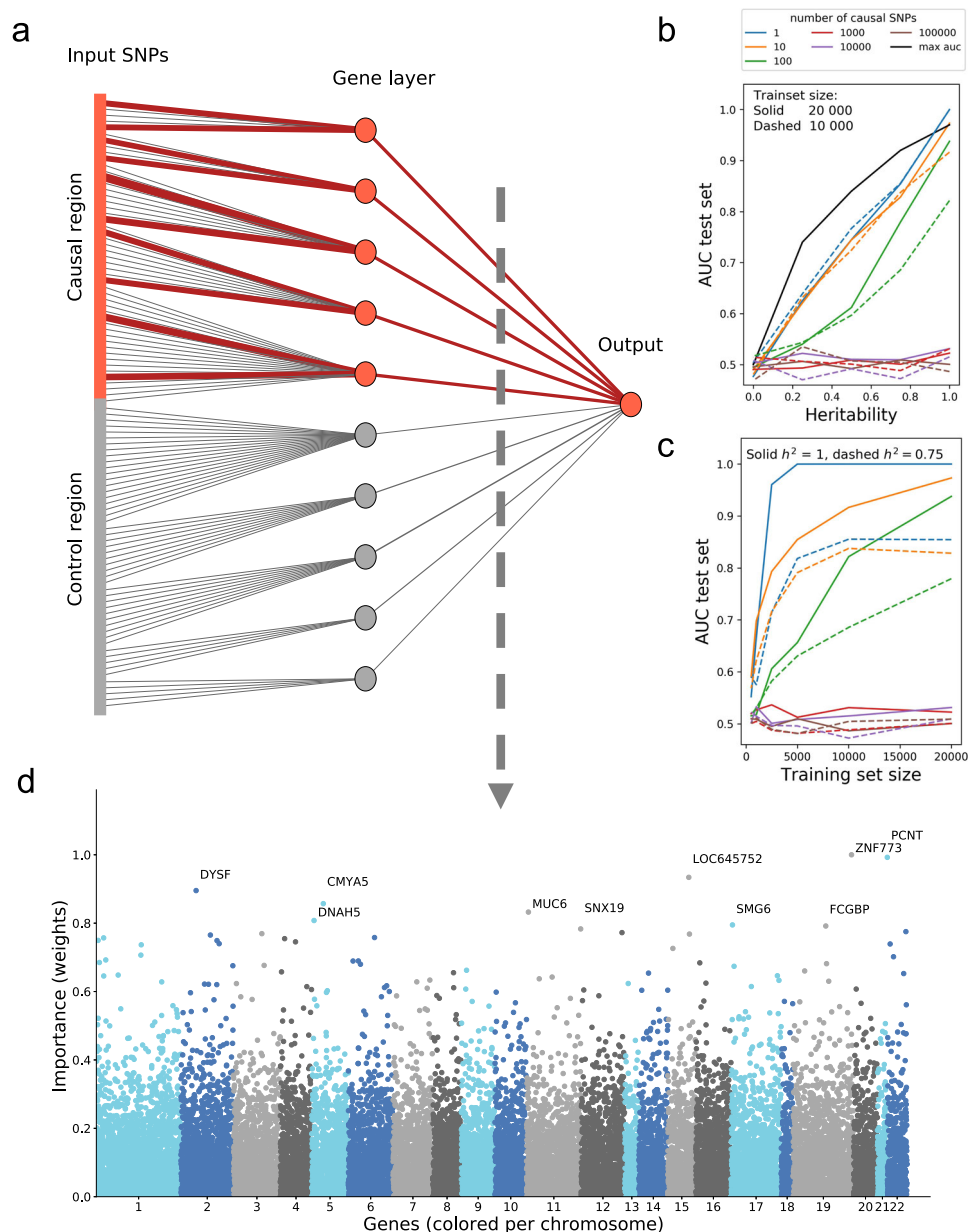 a
Input SNPs
Gene layer
Causal region
Control region
Output
b
number of causal SNPs
1
10
100
1000
10000
100000
max auc
Trainset size:
Solid 20 000
Dashed 10 000
AUC test set
1.0
0.9
0.8
0.7
0.6
0.5
0.0 0.2 0.4 0.6 0.8 1.0
Heritability
c
Solid h² = 1, dashed h² = 0.75
AUC test set
1.0
0.9
0.8
0.7
0.6
0.5
0 5000 10000 15000 20000
Training set size
d
Importance (weights)
1.0
0.8
0.6
0.4
0.2
0.0
DYSF
CMYA5
DNAH5
MUC6
SNX19
LOC645752
SMG6
FCGBP
ZNF773
PCNT
1 2 3 4 5 6 7 8 9 10 11 12 13 14 15 16 17 18 19 20 21 22
Genes (colored per chromosome)